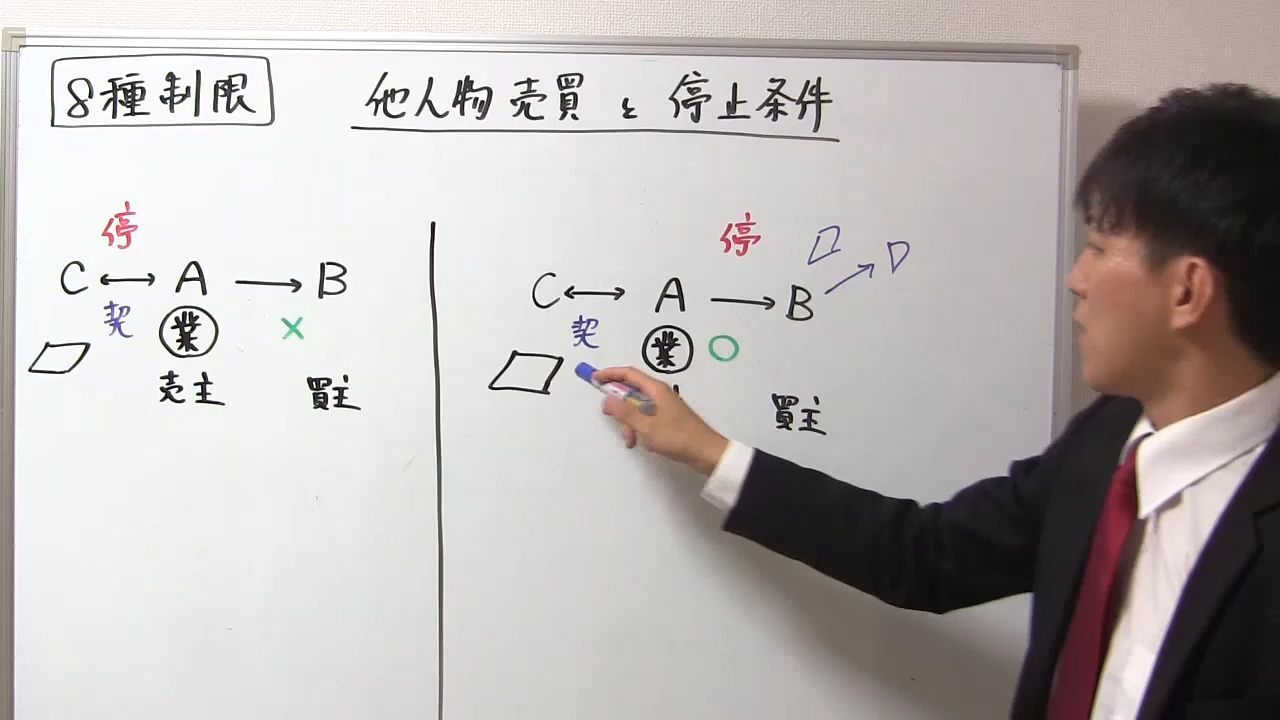 8種制限
他人物売買と停止条件
停
C ↔ A → B
契 業 ×
売主 買主
停
C ↔ A → B → D
契 業 ○
買主